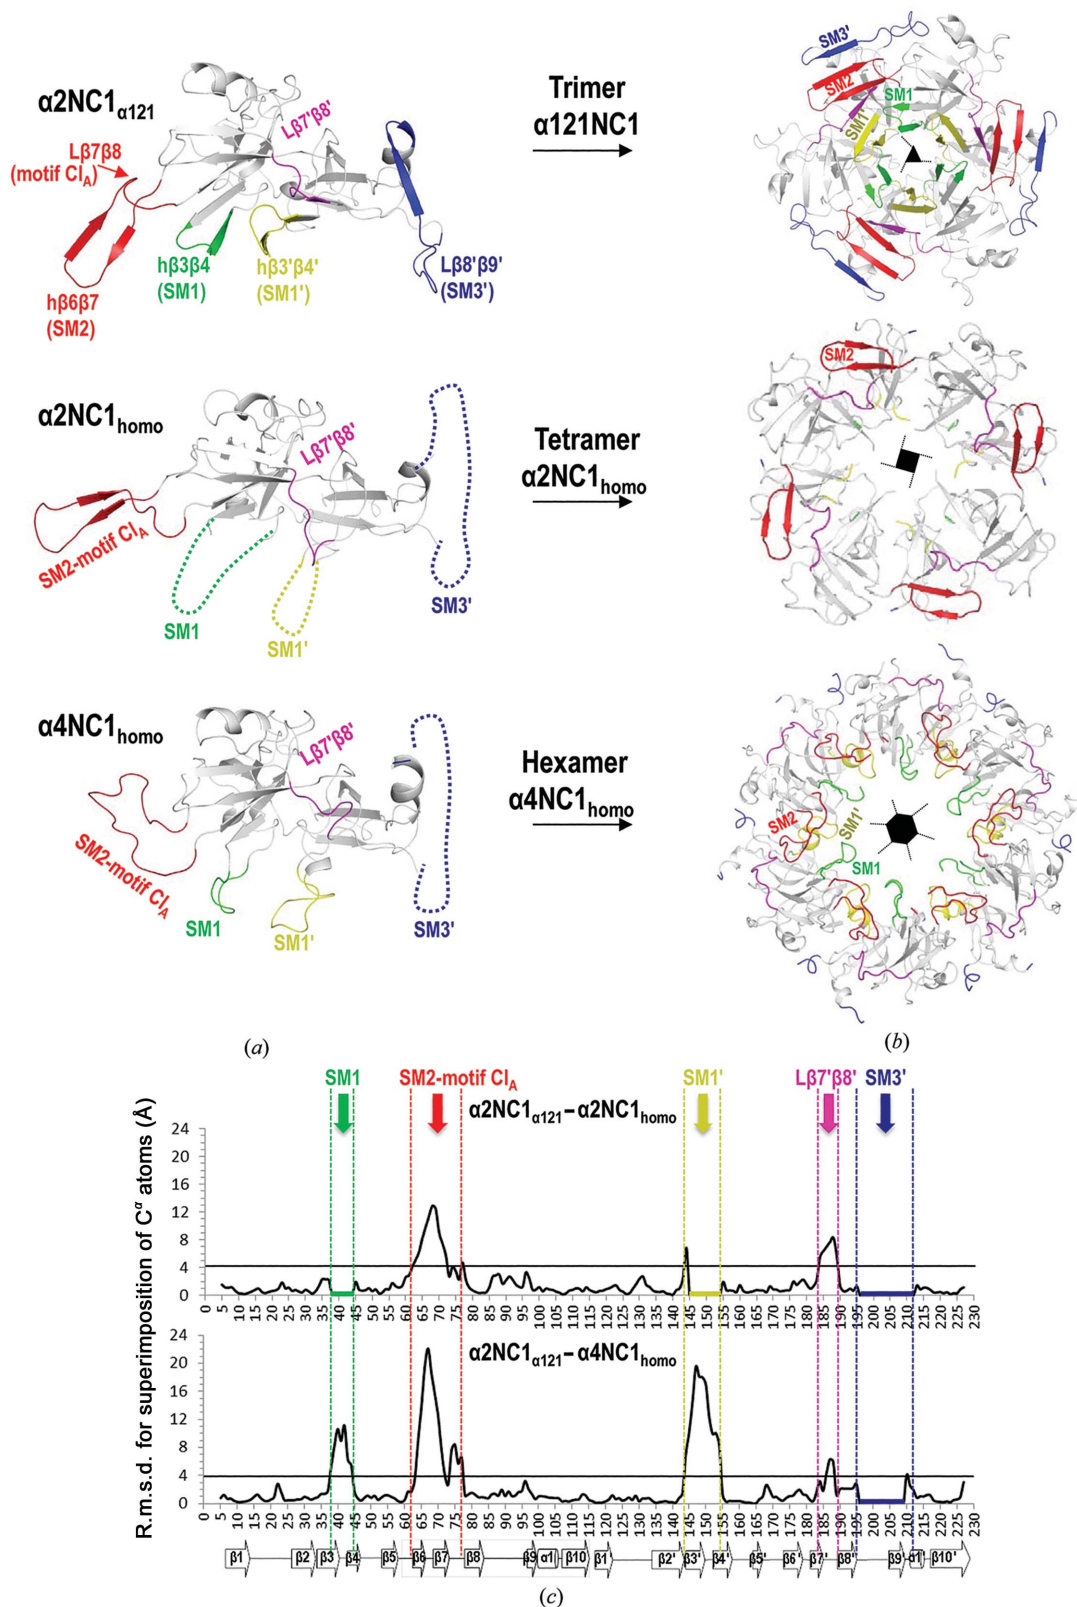 α2NC1α121
Lβ7β8
(motif CIA)
Lβ7'β8'
hβ6β7
(SM2)
hβ3β4
(SM1)
hβ3'β4'
(SM1')
Lβ8'β9'
(SM3')
Trimer
α121NC1
SM3'
SM2
SM1
SM1'
α2NC1homo
Lβ7'β8'
SM2-motif CIA
SM1
SM1'
SM3'
Tetramer
α2NC1homo
SM2
α4NC1homo
Lβ7'β8'
SM2-motif CIA
SM1
SM1'
SM3'
Hexamer
α4NC1homo
SM2
SM1'
SM1
(a)
(b)
SM1
SM2-motif CIA
SM1'
Lβ7'β8'
SM3'
α2NC1α121–α2NC1homo
R.m.s.d. for superimposition of Cα atoms (Å)
24
20
16
12
8
4
0
0 5 10 15 20 25 30 35 40 45 50 55 60 65 70 75 80 85 90 95 100 105 110 115 120 125 130 135 140 145 150 155 160 165 170 175 180 185 190 195 200 205 210 215 220 225 230
α2NC1α121–α4NC1homo
24
20
16
12
8
4
0
0 5 10 15 20 25 30 35 40 45 50 55 60 65 70 75 80 85 90 95 100 105 110 115 120 125 130 135 140 145 150 155 160 165 170 175 180 185 190 195 200 205 210 215 220 225 230
β1 β2 β3 β4 β5 β6 β7 β8 β9 α1 β10 β1' β2' β3' β4' β5' β6' β7' β8' β9' α1' β10'
(c)